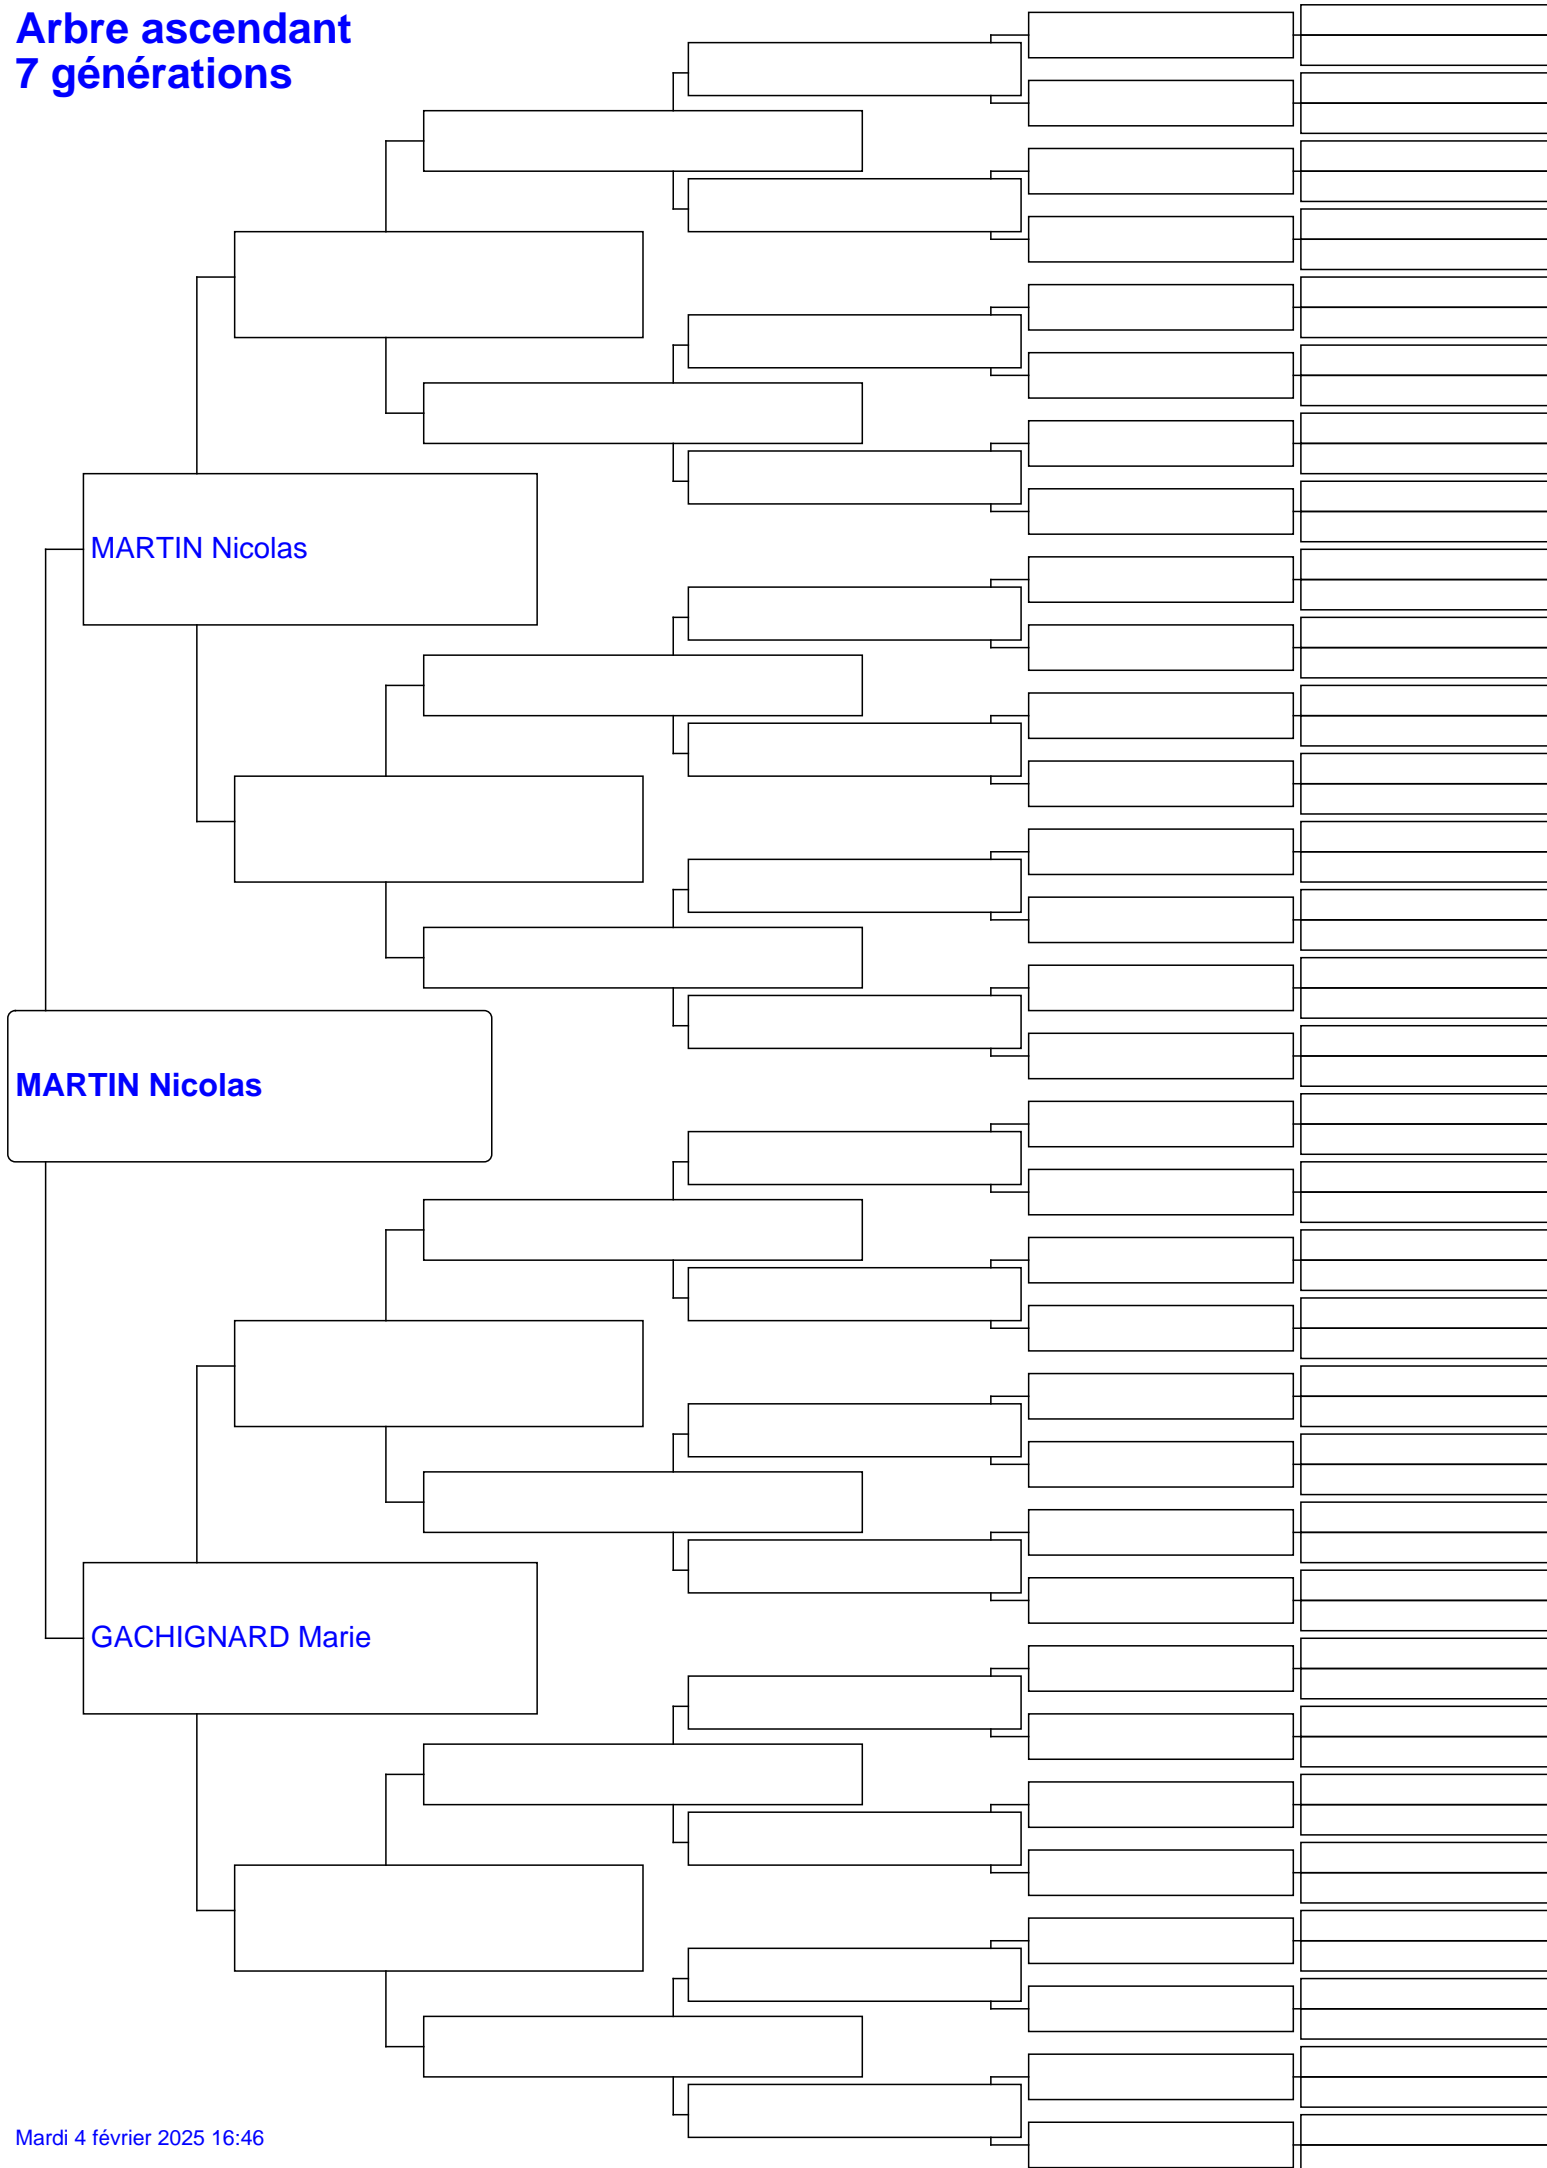 Arbre ascendant
7 générations
MARTIN Nicolas
MARTIN Nicolas
GACHIGNARD Marie
Mardi 4 février 2025 16:46